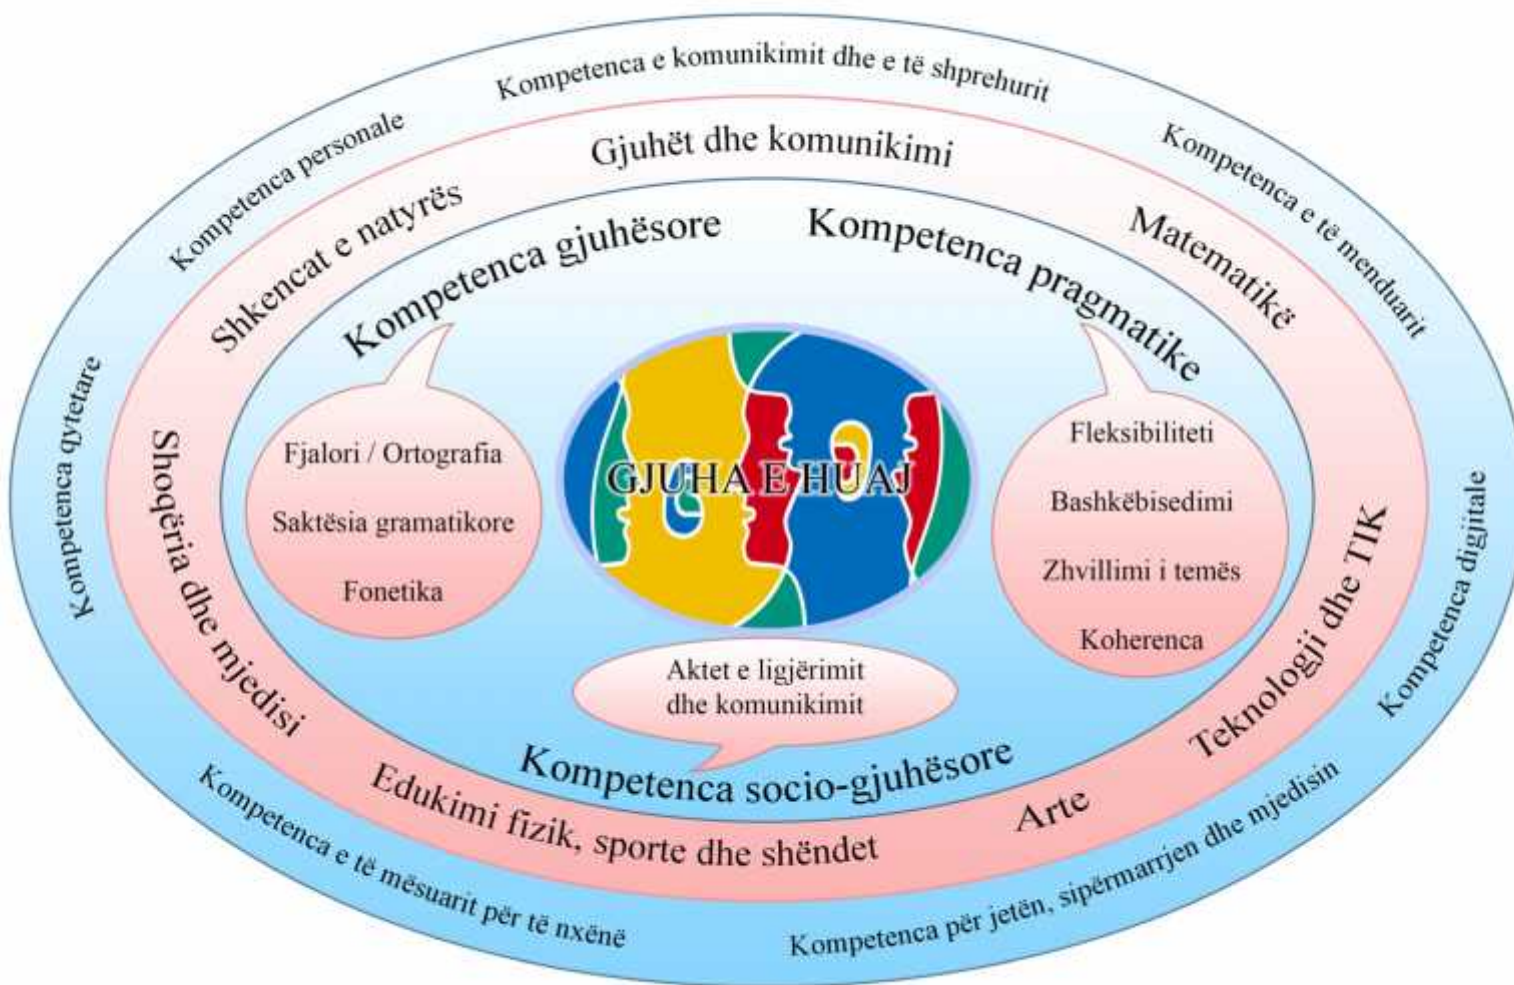 Kompetenca e komunikimit dhe e të shprehurit
Kompetenca personale
Kompetenca e të menduarit
Kompetenca qytetare
Kompetenca digjitale
Kompetenca e të mësuarit për të nxënë
Kompetenca për jetën, sipërmarrjen dhe mjedisin
Gjuhët dhe komunikimi
Shkencat e natyrës
Matematikë
Shoqëria dhe mjedisi
Teknologji dhe TIK
Edukimi fizik, sporte dhe shëndet
Arte
Kompetenca gjuhësore
Kompetenca pragmatike
Fjalori / Ortografia
Saktësia gramatikore
Fonetika
GJUHA E HUAJ
Fleksibiliteti
Bashkëbisedimi
Zhvillimi i temës
Koherenca
Aktet e ligjërimit
dhe komunikimit
Kompetenca socio-gjuhësore